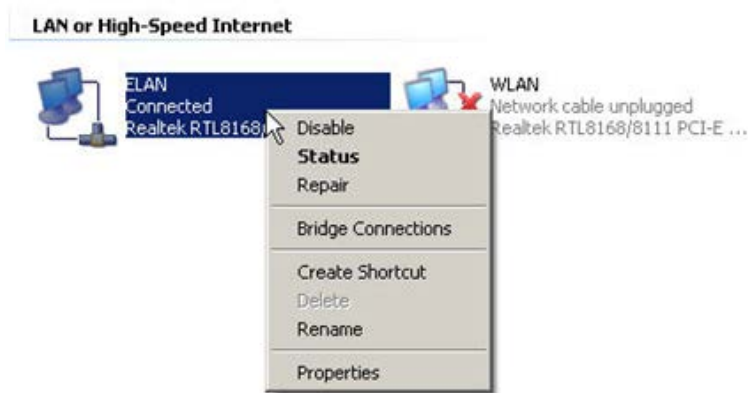 LAN or High-Speed Internet
ELAN
Connected
Realtek RTL8168
WLAN
Network cable unplugged
Realtek RTL8168/8111 PCI-E ...
Disable
Status
Repair
Bridge Connections
Create Shortcut
Delete
Rename
Properties